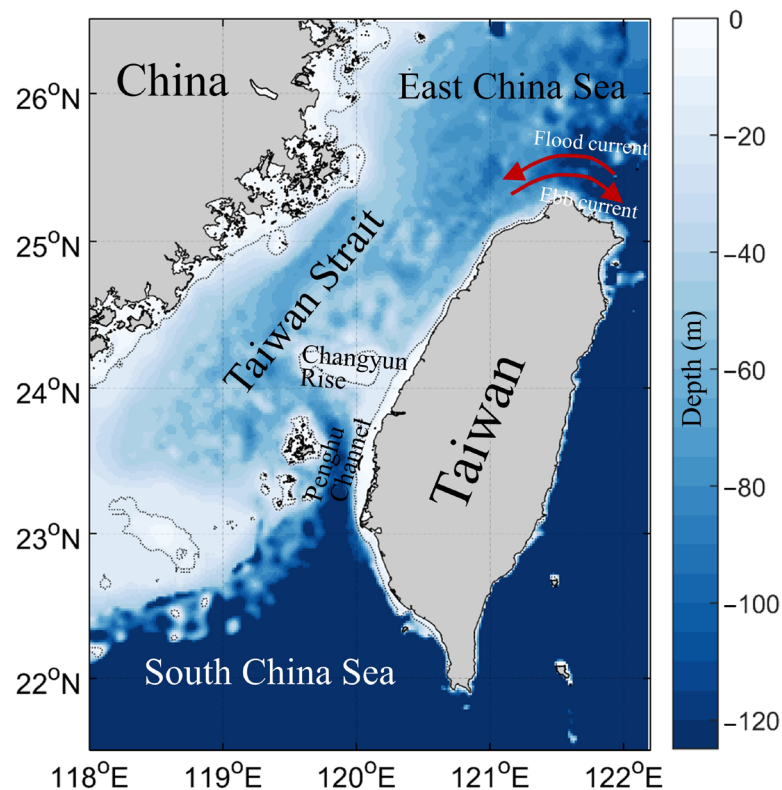 China
East China Sea
Flood current
Ebb current
Taiwan Strait
Changyun
Rise
Penghu
Channel
Taiwan
South China Sea
26°N
25°N
24°N
23°N
22°N
118°E
119°E
120°E
121°E
122°E
0
−20
−40
−60
−80
−100
−120
Depth (m)